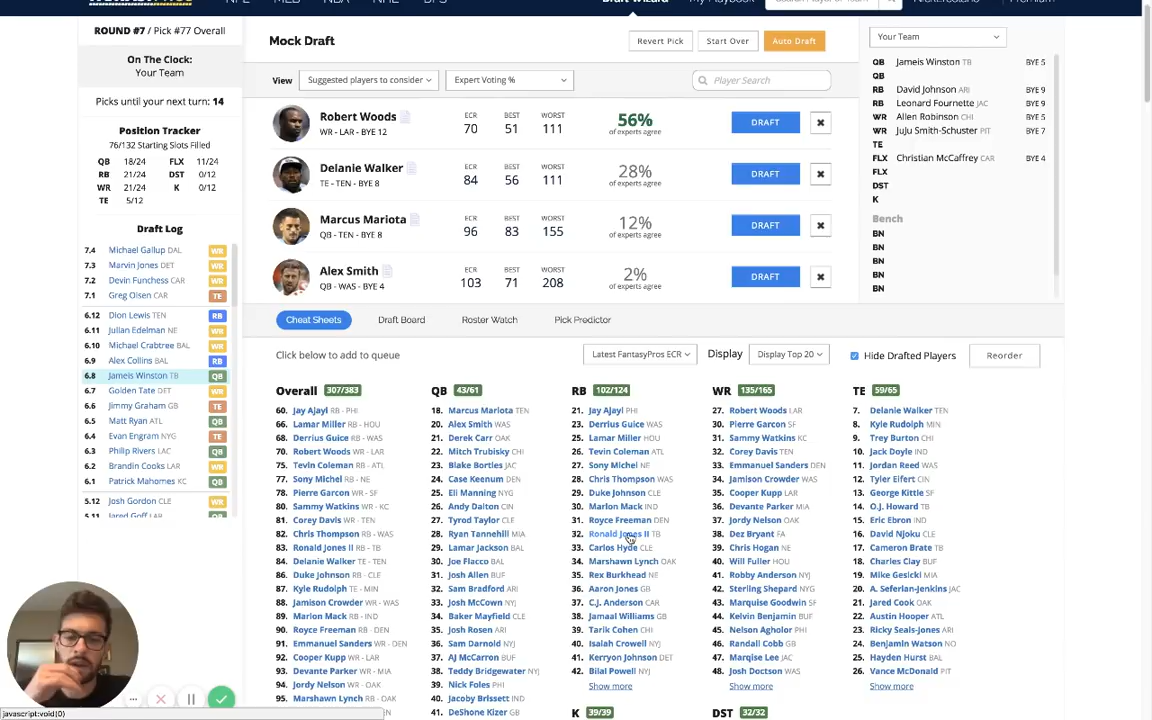 NFL MLB NBA NHL DFS Draft Wizard My Playbook Premium
ROUND #7 / Pick #77 Overall
On The Clock:
Your Team
Picks until your next turn: 14
Position Tracker
76/132 Starting Slots Filled
QB 18/24 FLX 11/24
RB 21/24 DST 0/12
WR 21/24 K 0/12
TE 5/12
Draft Log
7.4 Michael Gallup DAL WR
7.3 Marvin Jones DET WR
7.2 Devin Funchess CAR WR
7.1 Greg Olsen CAR TE
6.12 Dion Lewis TEN RB
6.11 Julian Edelman NE WR
6.10 Michael Crabtree BAL WR
6.9 Alex Collins BAL RB
6.8 Jameis Winston TB QB
6.7 Golden Tate DET WR
6.6 Jimmy Graham GB TE
6.5 Matt Ryan ATL QB
6.4 Evan Engram NYG TE
6.3 Philip Rivers LAC QB
6.2 Brandin Cooks LAR WR
6.1 Patrick Mahomes KC QB
5.12 Josh Gordon CLE WR
5.11 Jared Goff LAR QB
Mock Draft
Revert Pick Start Over Auto Draft
View Suggested players to consider Expert Voting % Player Search
Robert Woods ECR BEST WORST 56% DRAFT
WR - LAR - BYE 12 70 51 111 of experts agree
Delanie Walker ECR BEST WORST 28% DRAFT
TE - TEN - BYE 8 84 56 111 of experts agree
Marcus Mariota ECR BEST WORST 12% DRAFT
QB - TEN - BYE 8 96 83 155 of experts agree
Alex Smith ECR BEST WORST 2% DRAFT
QB - WAS - BYE 4 103 71 208 of experts agree
Your Team
QB Jameis Winston TB BYE 5
QB
RB David Johnson ARI BYE 9
RB Leonard Fournette JAC BYE 9
WR Allen Robinson CHI BYE 5
WR JuJu Smith-Schuster PIT BYE 7
TE
FLX Christian McCaffrey CAR BYE 4
FLX
DST
K
Bench
BN
BN
BN
BN
BN
Cheat Sheets Draft Board Roster Watch Pick Predictor
Click below to add to queue Latest FantasyPros ECR Display Display Top 20 Hide Drafted Players Reorder
Overall 307/383
60. Jay Ajayi RB - PHI
66. Lamar Miller RB - HOU
68. Derrius Guice RB - WAS
70. Robert Woods WR - LAR
75. Tevin Coleman RB - ATL
77. Sony Michel RB - NE
78. Pierre Garcon WR - SF
80. Sammy Watkins WR - KC
81. Corey Davis WR - TEN
82. Chris Thompson RB - WAS
83. Ronald Jones II RB - TB
84. Delanie Walker TE - TEN
86. Duke Johnson RB - CLE
87. Kyle Rudolph TE - MIN
88. Jamison Crowder WR - WAS
89. Marlon Mack RB - IND
90. Royce Freeman RB - DEN
91. Emmanuel Sanders WR - DEN
92. Cooper Kupp WR - LAR
93. Devante Parker WR - MIA
94. Jordy Nelson WR - OAK
95. Marshawn Lynch RB - OAK
QB 43/61
18. Marcus Mariota TEN
20. Alex Smith WAS
21. Derek Carr OAK
22. Mitch Trubisky CHI
23. Blake Bortles JAC
24. Case Keenum DEN
25. Eli Manning NYG
26. Andy Dalton CIN
27. Tyrod Taylor CLE
28. Ryan Tannehill MIA
29. Lamar Jackson BAL
30. Joe Flacco BAL
31. Josh Allen BUF
32. Sam Bradford ARI
33. Josh McCown NYJ
34. Baker Mayfield CLE
35. Josh Rosen ARI
36. Sam Darnold NYJ
37. AJ McCarron BUF
38. Teddy Bridgewater NYJ
39. Nick Foles PHI
40. Jacoby Brissett IND
41. DeShone Kizer GB
RB 102/124
21. Jay Ajayi PHI
23. Derrius Guice WAS
25. Lamar Miller HOU
26. Tevin Coleman ATL
27. Sony Michel NE
28. Chris Thompson WAS
29. Duke Johnson CLE
30. Marlon Mack IND
31. Royce Freeman DEN
32. Ronald Jones II TB
33. Carlos Hyde CLE
34. Marshawn Lynch OAK
35. Rex Burkhead NE
36. Aaron Jones GB
37. C.J. Anderson CAR
38. Jamaal Williams GB
39. Tarik Cohen CHI
40. Isaiah Crowell NYJ
41. Kerryon Johnson DET
42. Bilal Powell NYJ
Show more
K 39/39
WR 135/165
27. Robert Woods LAR
30. Pierre Garcon SF
31. Sammy Watkins KC
32. Corey Davis TEN
33. Emmanuel Sanders DEN
34. Jamison Crowder WAS
35. Cooper Kupp LAR
36. Devante Parker MIA
37. Jordy Nelson OAK
38. Dez Bryant FA
39. Chris Hogan NE
40. Will Fuller HOU
41. Robby Anderson NYJ
42. Sterling Shepard NYG
43. Marquise Goodwin SF
44. Kelvin Benjamin BUF
45. Nelson Agholor PHI
46. Randall Cobb GB
47. Marqise Lee JAC
48. Josh Doctson WAS
Show more
DST 32/32
TE 59/65
7. Delanie Walker TEN
8. Kyle Rudolph MIN
9. Trey Burton CHI
10. Jack Doyle IND
11. Jordan Reed WAS
12. Tyler Eifert CIN
13. George Kittle SF
14. O.J. Howard TB
15. Eric Ebron IND
16. David Njoku CLE
17. Cameron Brate TB
18. Charles Clay BUF
19. Mike Gesicki MIA
20. A. Seferian-Jenkins JAC
21. Jared Cook OAK
22. Austin Hooper ATL
23. Ricky Seals-Jones ARI
24. Benjamin Watson NO
25. Hayden Hurst BAL
26. Vance McDonald PIT
Show more
javascript:void(0)